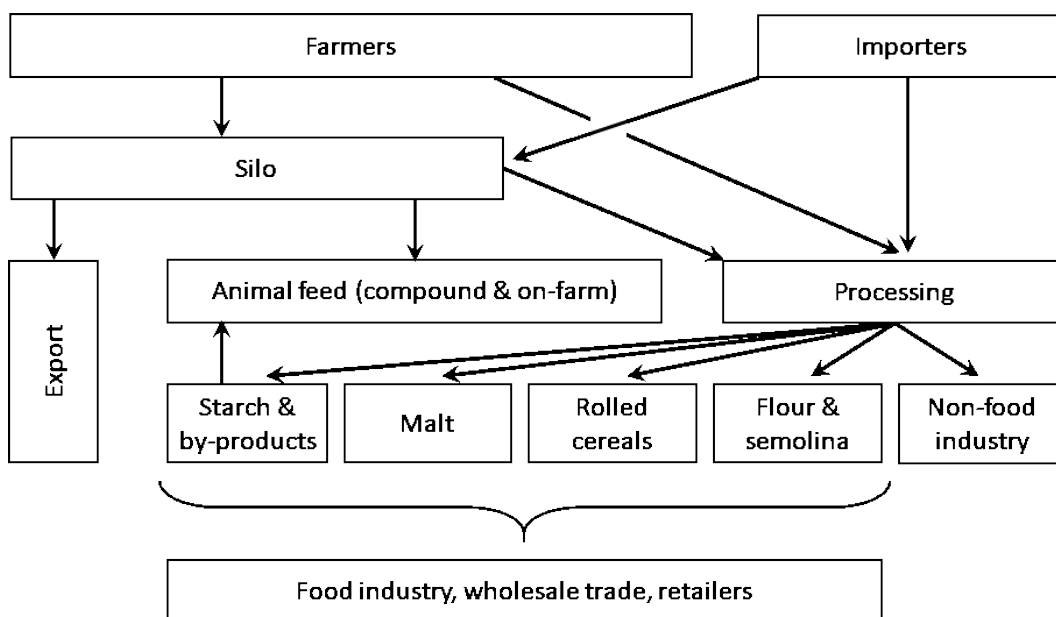 Farmers
Importers
Silo
Export
Animal feed (compound & on-farm)
Processing
Starch &
by-products
Malt
Rolled
cereals
Flour &
semolina
Non-food
industry
Food industry, wholesale trade, retailers